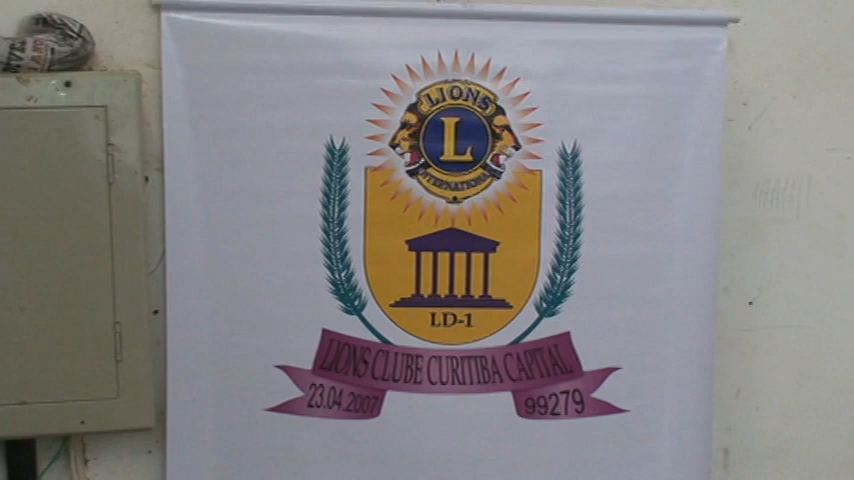 LIONS
L
INTERNATIONAL
LD-1
LIONS CLUBE CURITIBA CAPITAL
23.04.2007
99279